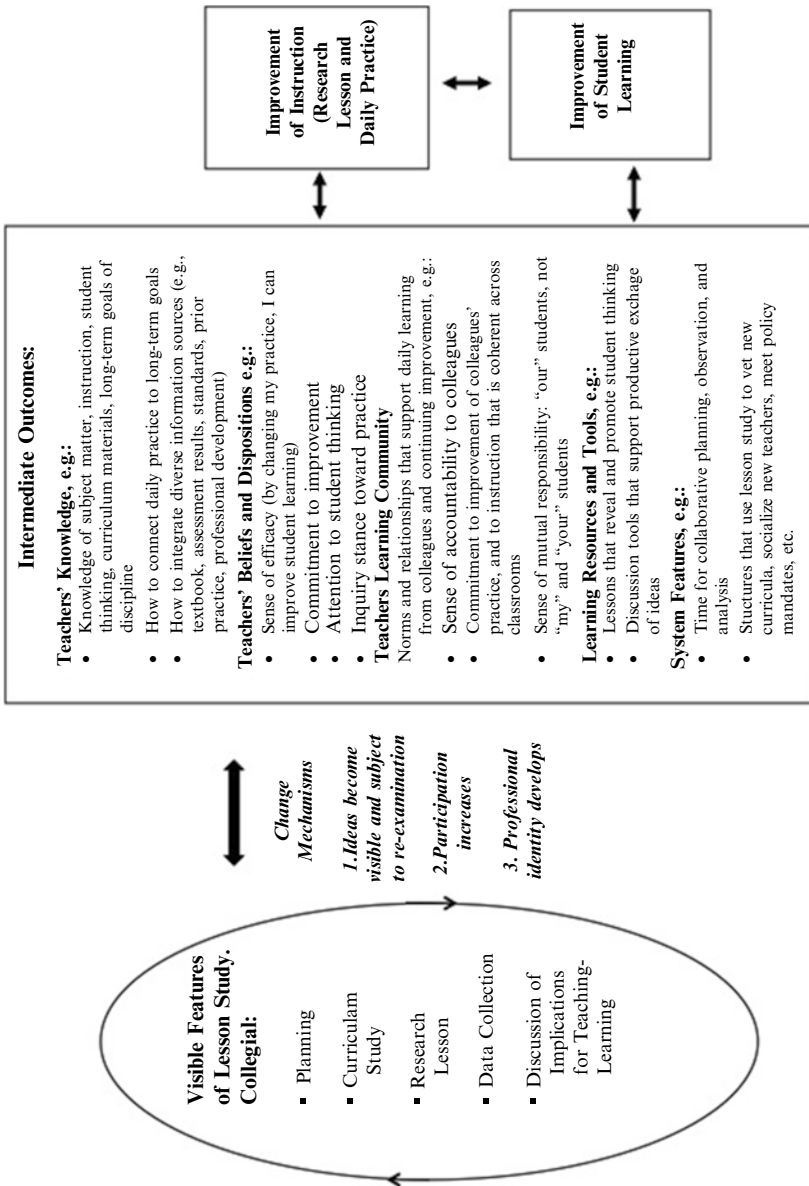 Visible Features
of Lesson Study.
Collegial:
▪ Planning
▪ Curriculam
Study
▪ Research
Lesson
▪ Data Collection
▪ Discussion of
Implications
for Teaching-
Learning
Change
Mechanisms
1.Ideas become
visible and subject
to re-examination
2.Participation
increases
3. Professional
identity develops
Intermediate Outcomes:
Teachers’ Knowledge, e.g.:
• Knowledge of subject matter, instruction, student
thinking, curriculum materials, long-term goals of
discipline
• How to connect daily practice to long-term goals
• How to integrate diverse information sources (e.g.,
textbook, assessment results, standards, prior
practice, professional development)
Teachers’ Beliefs and Dispositions e.g.:
• Sense of efficacy (by changing my practice, I can
improve student learning)
• Commitment to improvement
• Attention to student thinking
• Inquiry stance toward practice
Teachers Learning Community
Norms and relationships that support daily learning
from colleagues and continuing improvement, e.g.:
• Sense of accountability to colleagues
• Commitment to improvement of colleagues’
practice, and to instruction that is coherent across
classrooms
• Sense of mutual responsibility: “our” students, not
“my” and “your” students
Learning Resources and Tools, e.g.:
• Lessons that reveal and promote student thinking
• Discussion tools that support productive exchage
of ideas
System Features, e.g.:
• Time for collaborative planning, observation, and
analysis
• Stuctures that use lesson study to vet new
curricula, socialize new teachers, meet policy
mandates, etc.
Improvement
of Instruction
(Research
Lesson and
Daily Practice)
Improvement
of Student
Learning